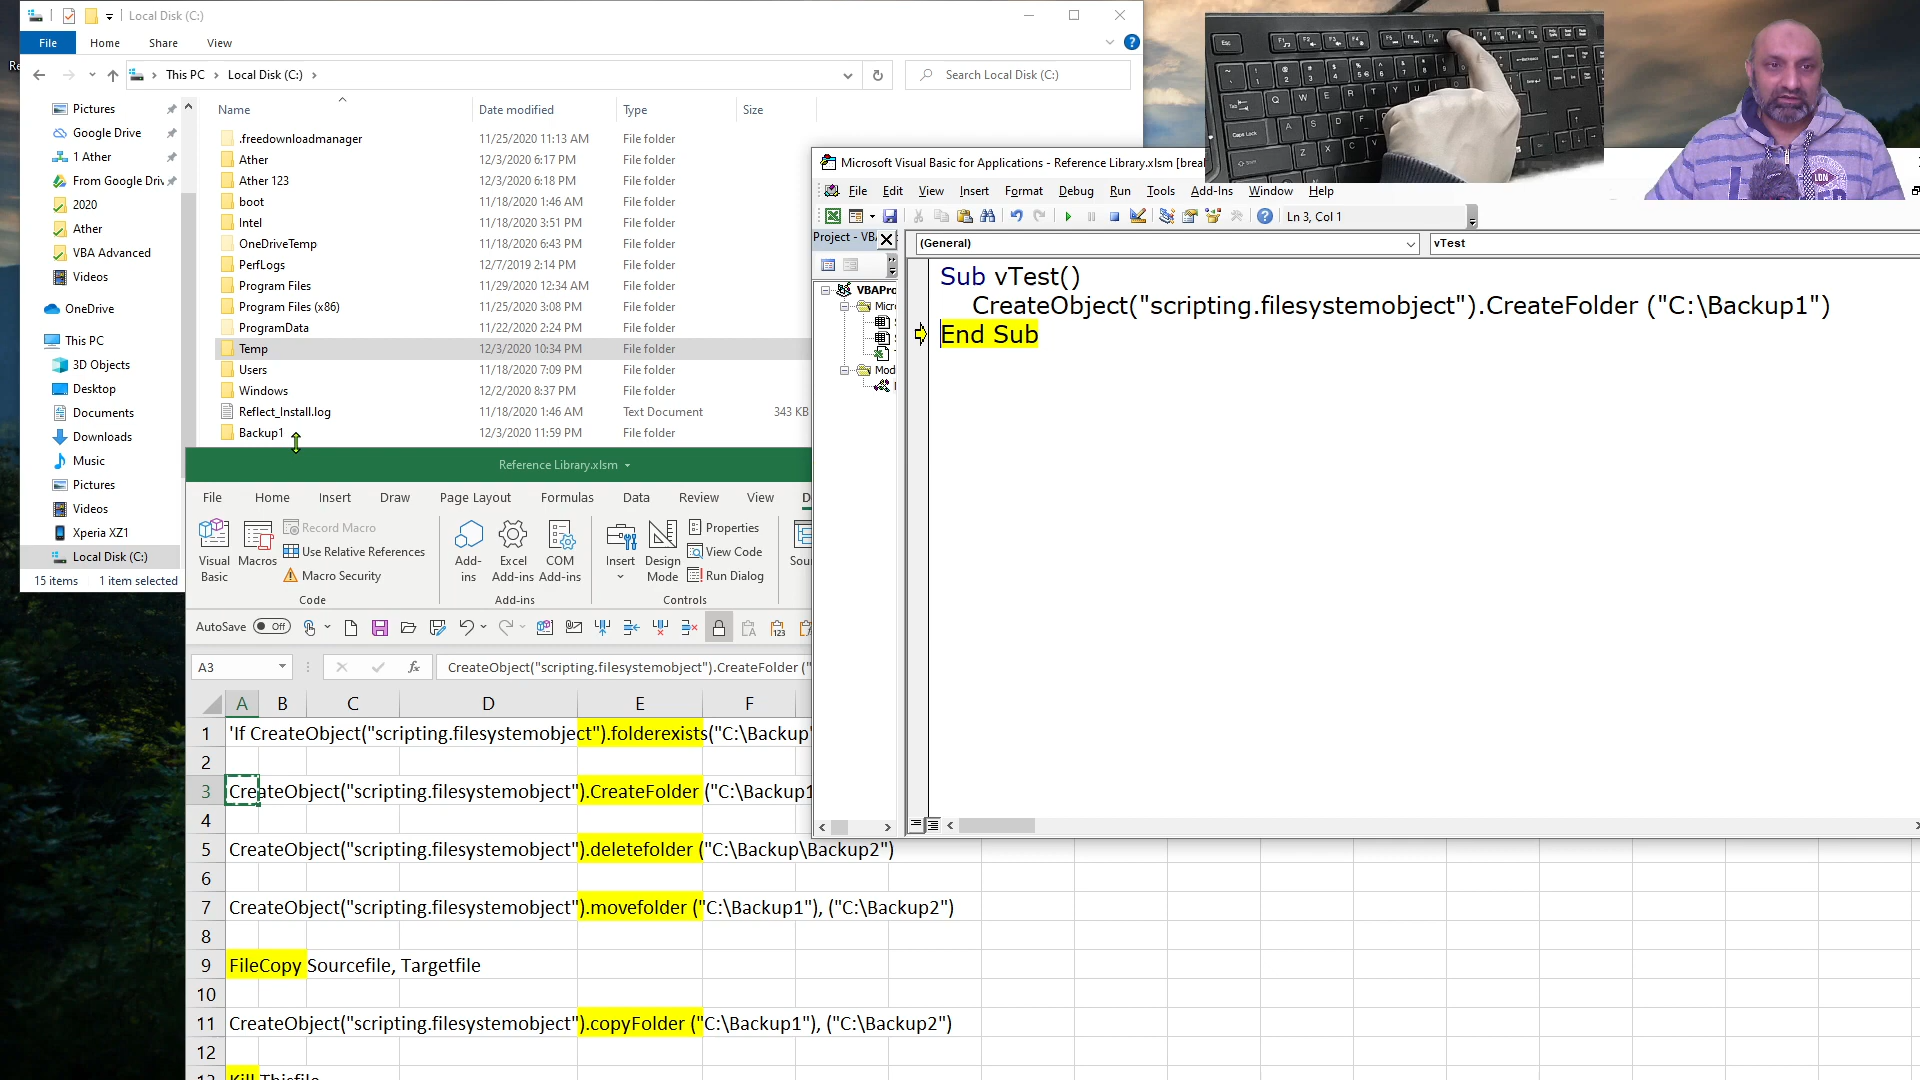 Local Disk (C:)
File Home Share View
This PC Local Disk (C:)
Search Local Disk (C:)
Pictures
Google Drive
1 Ather
From Google Driv
2020
Ather
VBA Advanced
Videos
OneDrive
This PC
3D Objects
Desktop
Documents
Downloads
Music
Pictures
Videos
Xperia XZ1
Local Disk (C:)
15 items 1 item selected
Name Date modified Type Size
.freedownloadmanager 11/25/2020 11:13 AM File folder
Ather 12/3/2020 6:17 PM File folder
Ather 123 12/3/2020 6:18 PM File folder
boot 11/18/2020 1:46 AM File folder
Intel 11/18/2020 3:51 PM File folder
OneDriveTemp 11/18/2020 6:43 PM File folder
PerfLogs 12/7/2019 2:14 PM File folder
Program Files 11/29/2020 12:34 AM File folder
Program Files (x86) 11/25/2020 3:08 PM File folder
ProgramData 11/22/2020 2:24 PM File folder
Temp 12/3/2020 10:34 PM File folder
Users 11/18/2020 7:09 PM File folder
Windows 12/2/2020 8:37 PM File folder
Reflect_Install.log 11/18/2020 1:46 AM Text Document 343 KB
Backup1 12/3/2020 11:59 PM File folder
Microsoft Visual Basic for Applications - Reference Library.xlsm [break
File Edit View Insert Format Debug Run Tools Add-Ins Window Help
Ln 3, Col 1
Project - VBA
(General) vTest
VBAPro
Micro
Mod
Sub vTest()
CreateObject("scripting.filesystemobject").CreateFolder ("C:\Backup1")
End Sub
Reference Library.xlsm
File Home Insert Draw Page Layout Formulas Data Review View D
Visual Basic
Macros
Record Macro
Use Relative References
Macro Security
Code
Add-ins
Excel Add-ins
COM Add-ins
Add-ins
Insert
Design Mode
Properties
View Code
Run Dialog
Controls
Sou
AutoSave Off
A3 fx CreateObject("scripting.filesystemobject").CreateFolder ("
A B C D E F
1 'If CreateObject("scripting.filesystemobject").folderexists("C:\Backup"
2
3 CreateObject("scripting.filesystemobject").CreateFolder ("C:\Backup1
4
5 CreateObject("scripting.filesystemobject").deletefolder ("C:\Backup\Backup2")
6
7 CreateObject("scripting.filesystemobject").movefolder ("C:\Backup1"), ("C:\Backup2")
8
9 FileCopy Sourcefile, Targetfile
10
11 CreateObject("scripting.filesystemobject").copyFolder ("C:\Backup1"), ("C:\Backup2")
12
13 Kill Thisfile